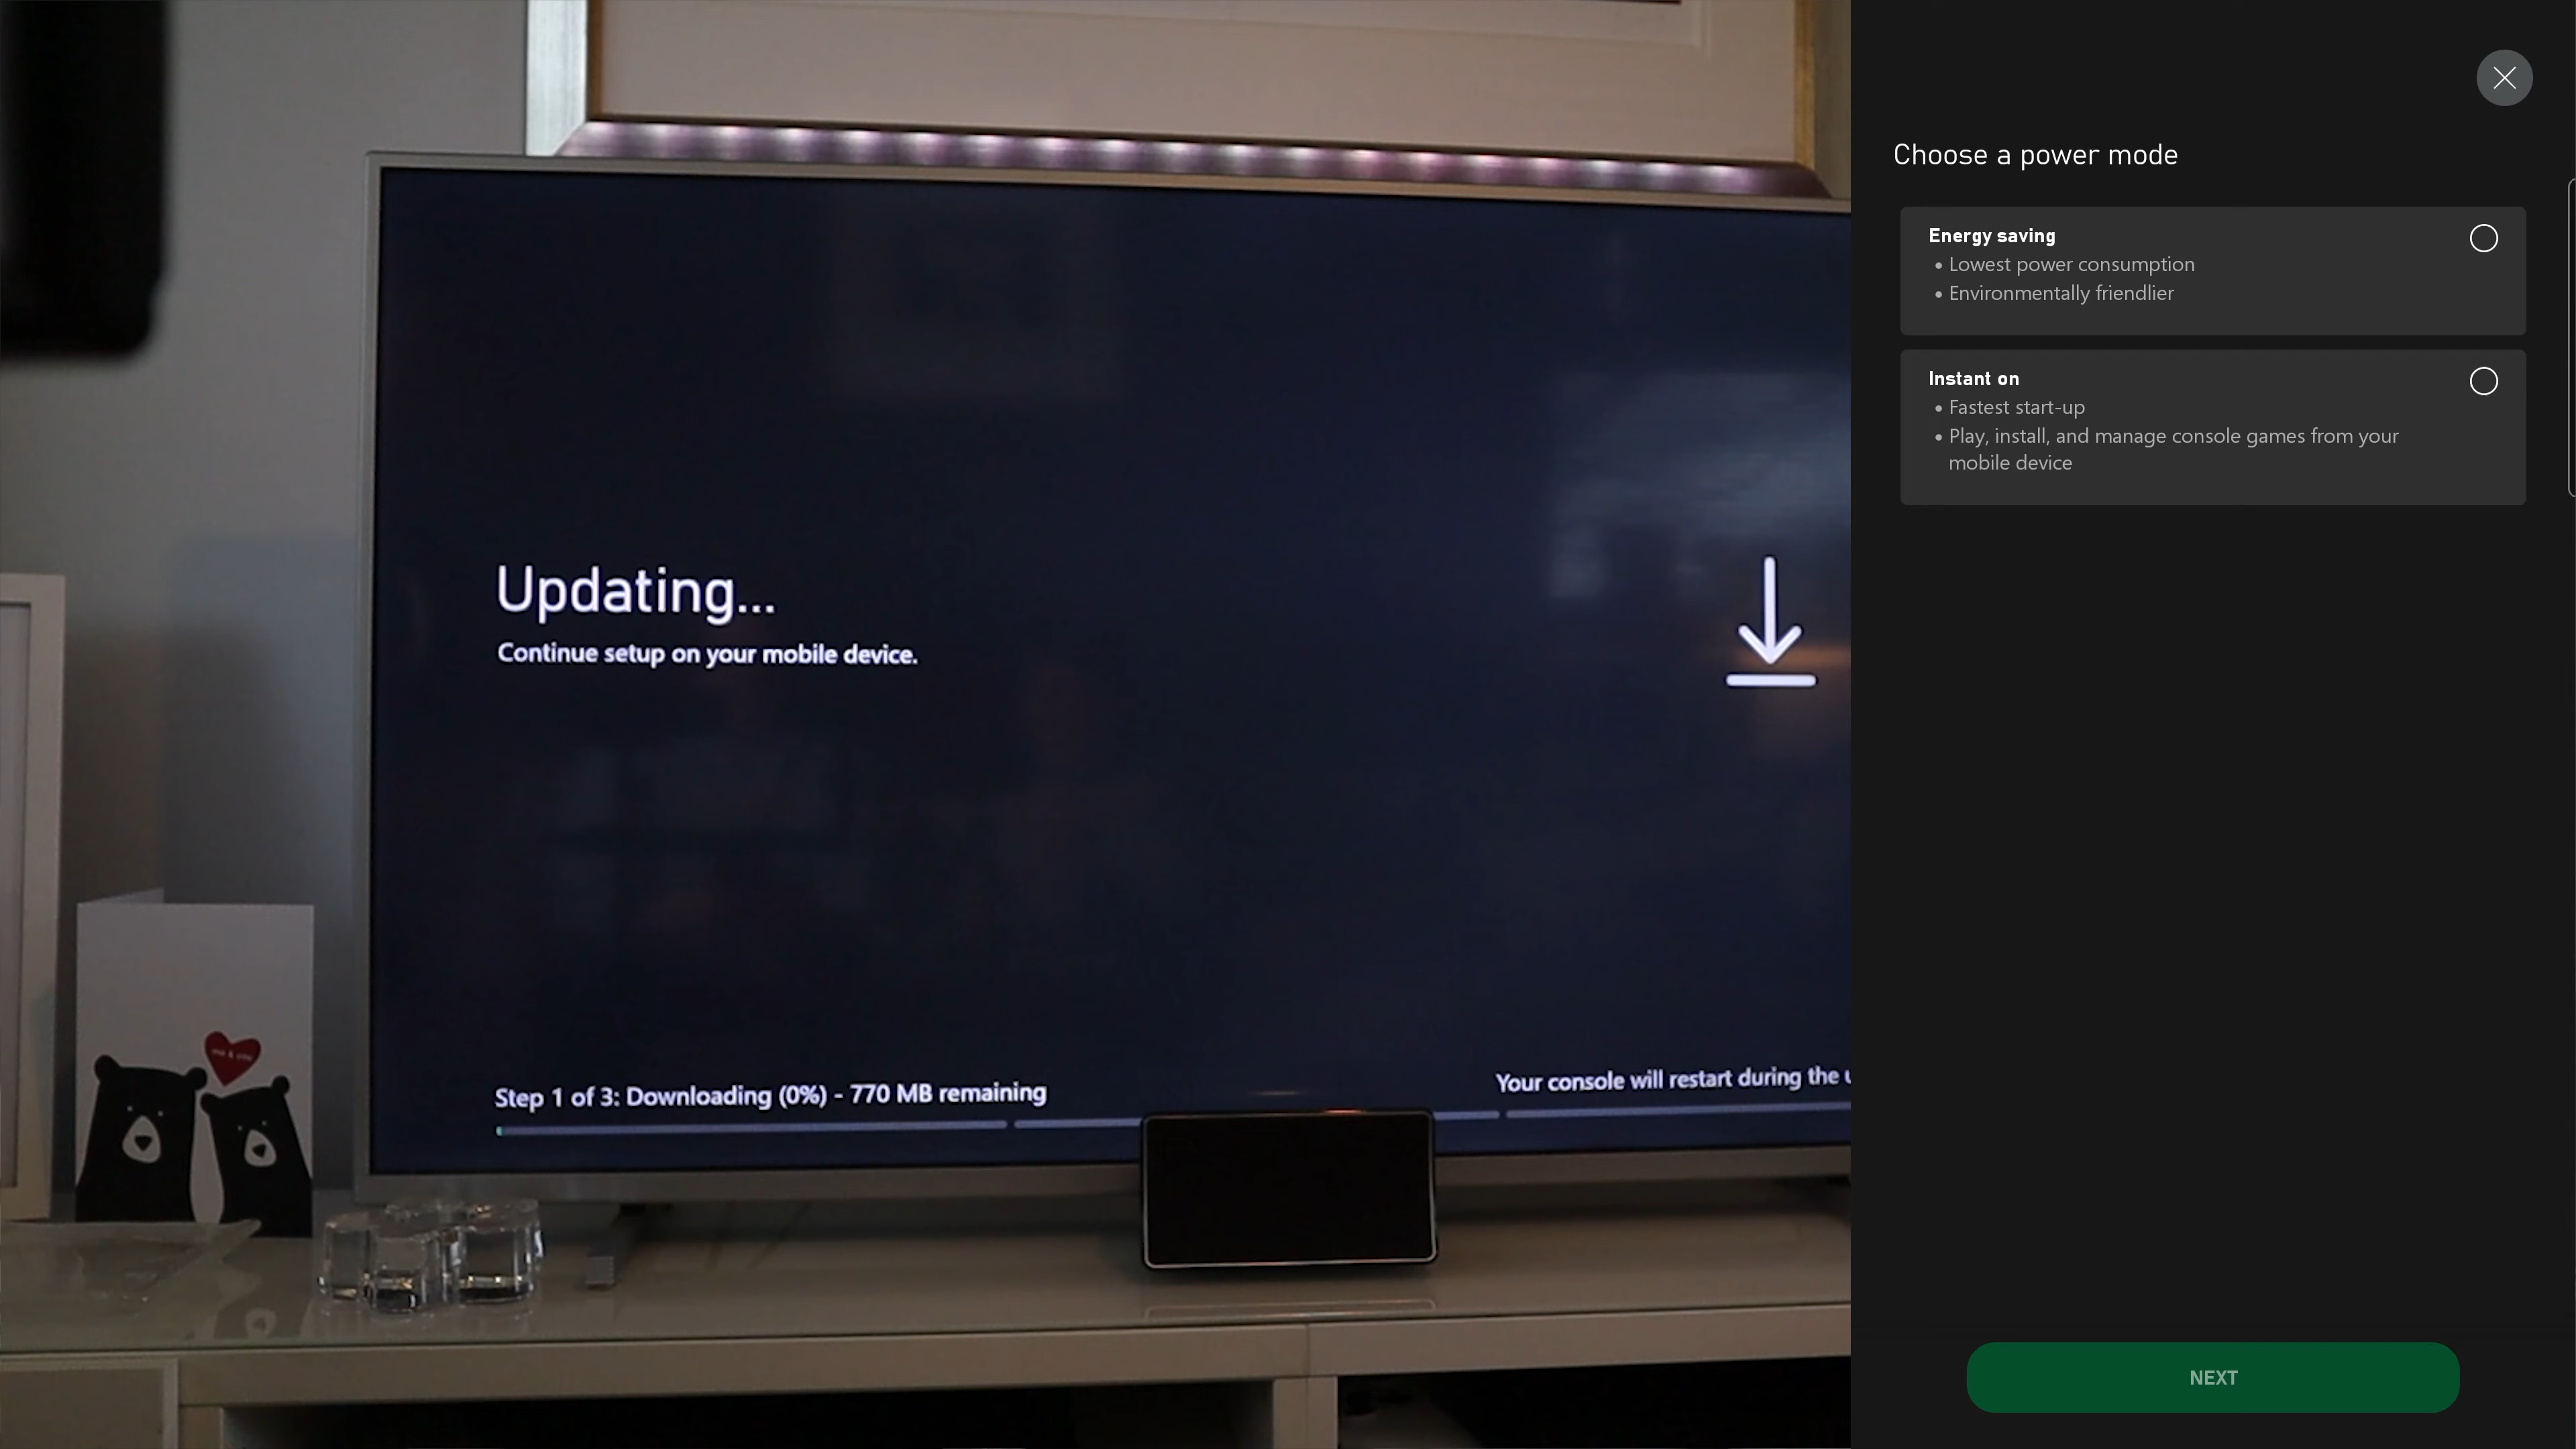 Updating...
Continue setup on your mobile device.
Step 1 of 3: Downloading (0%) - 770 MB remaining
Your console will restart during the
me & you
Choose a power mode
Energy saving
• Lowest power consumption
• Environmentally friendlier
Instant on
• Fastest start-up
• Play, install, and manage console games from your
mobile device
NEXT